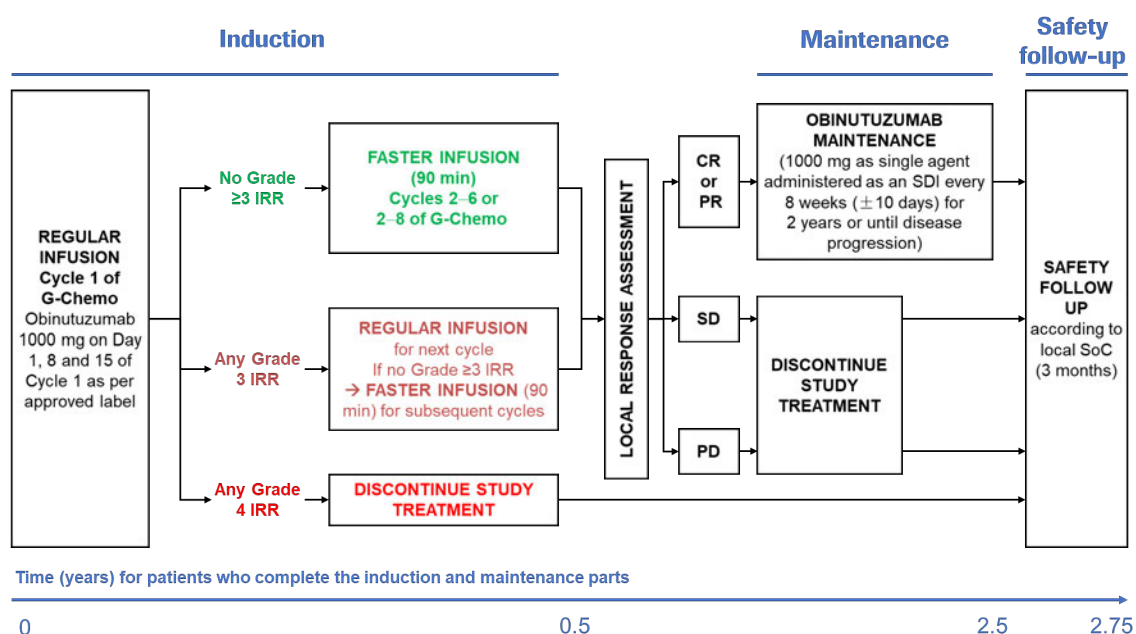 Induction
Maintenance
Safety
follow-up
REGULAR
INFUSION
Cycle 1 of
G-Chemo
Obinutuzumab
1000 mg on Day
1, 8 and 15 of
Cycle 1 as per
approved label
No Grade
≥3 IRR
FASTER INFUSION
(90 min)
Cycles 2–6 or
2–8 of G-Chemo
Any Grade
3 IRR
REGULAR INFUSION
for next cycle
If no Grade ≥3 IRR
→ FASTER INFUSION (90
min) for subsequent cycles
Any Grade
4 IRR
DISCONTINUE STUDY
TREATMENT
LOCAL RESPONSE ASSESSMENT
CR
or
PR
OBINUTUZUMAB
MAINTENANCE
(1000 mg as single agent
administered as an SDI every
8 weeks (±10 days) for
2 years or until disease
progression)
SD
PD
DISCONTINUE
STUDY
TREATMENT
SAFETY
FOLLOW
UP
according to
local SoC
(3 months)
Time (years) for patients who complete the induction and maintenance parts
0
0.5
2.5
2.75